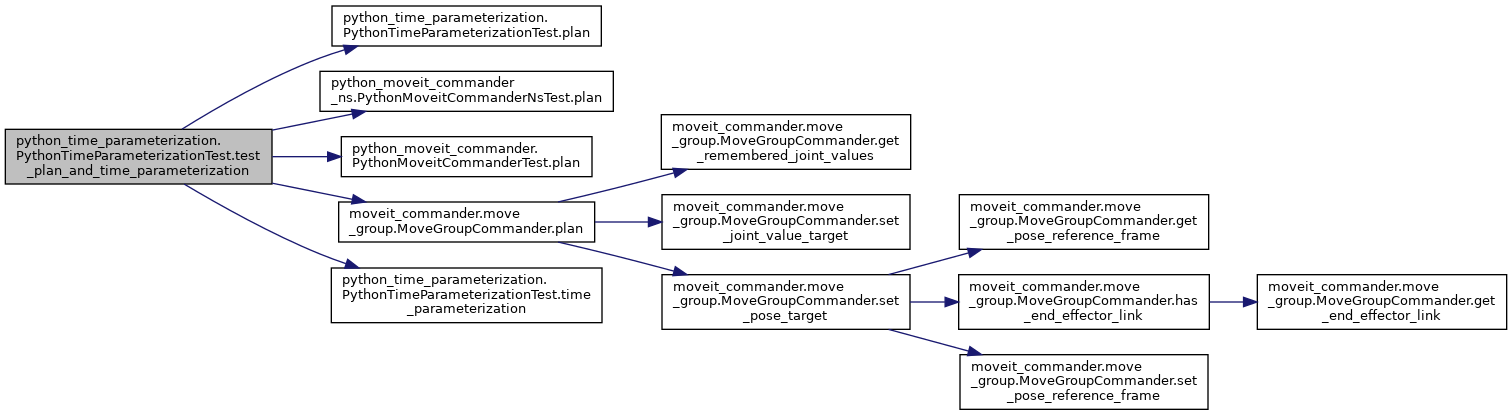 python_time_parameterization.
PythonTimeParameterizationTest.test
_plan_and_time_parameterization
python_time_parameterization.
PythonTimeParameterizationTest.plan
python_moveit_commander
_ns.PythonMoveitCommanderNsTest.plan
python_moveit_commander.
PythonMoveitCommanderTest.plan
moveit_commander.move
_group.MoveGroupCommander.plan
python_time_parameterization.
PythonTimeParameterizationTest.time
_parameterization
moveit_commander.move
_group.MoveGroupCommander.get
_remembered_joint_values
moveit_commander.move
_group.MoveGroupCommander.set
_joint_value_target
moveit_commander.move
_group.MoveGroupCommander.set
_pose_target
moveit_commander.move
_group.MoveGroupCommander.get
_pose_reference_frame
moveit_commander.move
_group.MoveGroupCommander.has
_end_effector_link
moveit_commander.move
_group.MoveGroupCommander.set
_pose_reference_frame
moveit_commander.move
_group.MoveGroupCommander.get
_end_effector_link